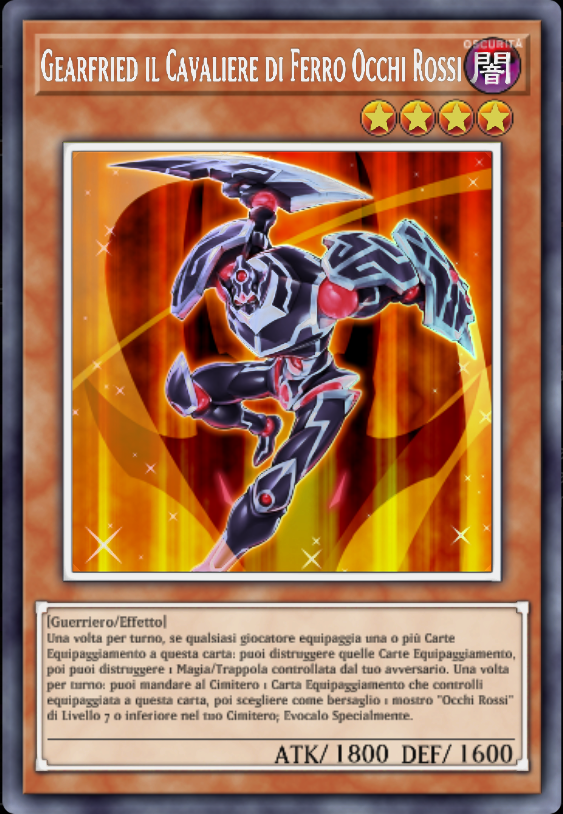 OSCURITÀ
GEARFRIED IL CAVALIERE DI FERRO OCCHI ROSSI
闇
[Guerriero/Effetto]
Una volta per turno, se qualsiasi giocatore equipaggia una o più Carte
Equipaggiamento a questa carta: puoi distruggere quelle Carte Equipaggiamento,
poi puoi distruggere 1 Magia/Trappola controllata dal tuo avversario. Una volta
per turno: puoi mandare al Cimitero 1 Carta Equipaggiamento che controlli
equipaggiata a questa carta, poi scegliere come bersaglio 1 mostro "Occhi Rossi"
di Livello 7 o inferiore nel tuo Cimitero; Evocalo Specialmente.
ATK/ 1800 DEF/ 1600